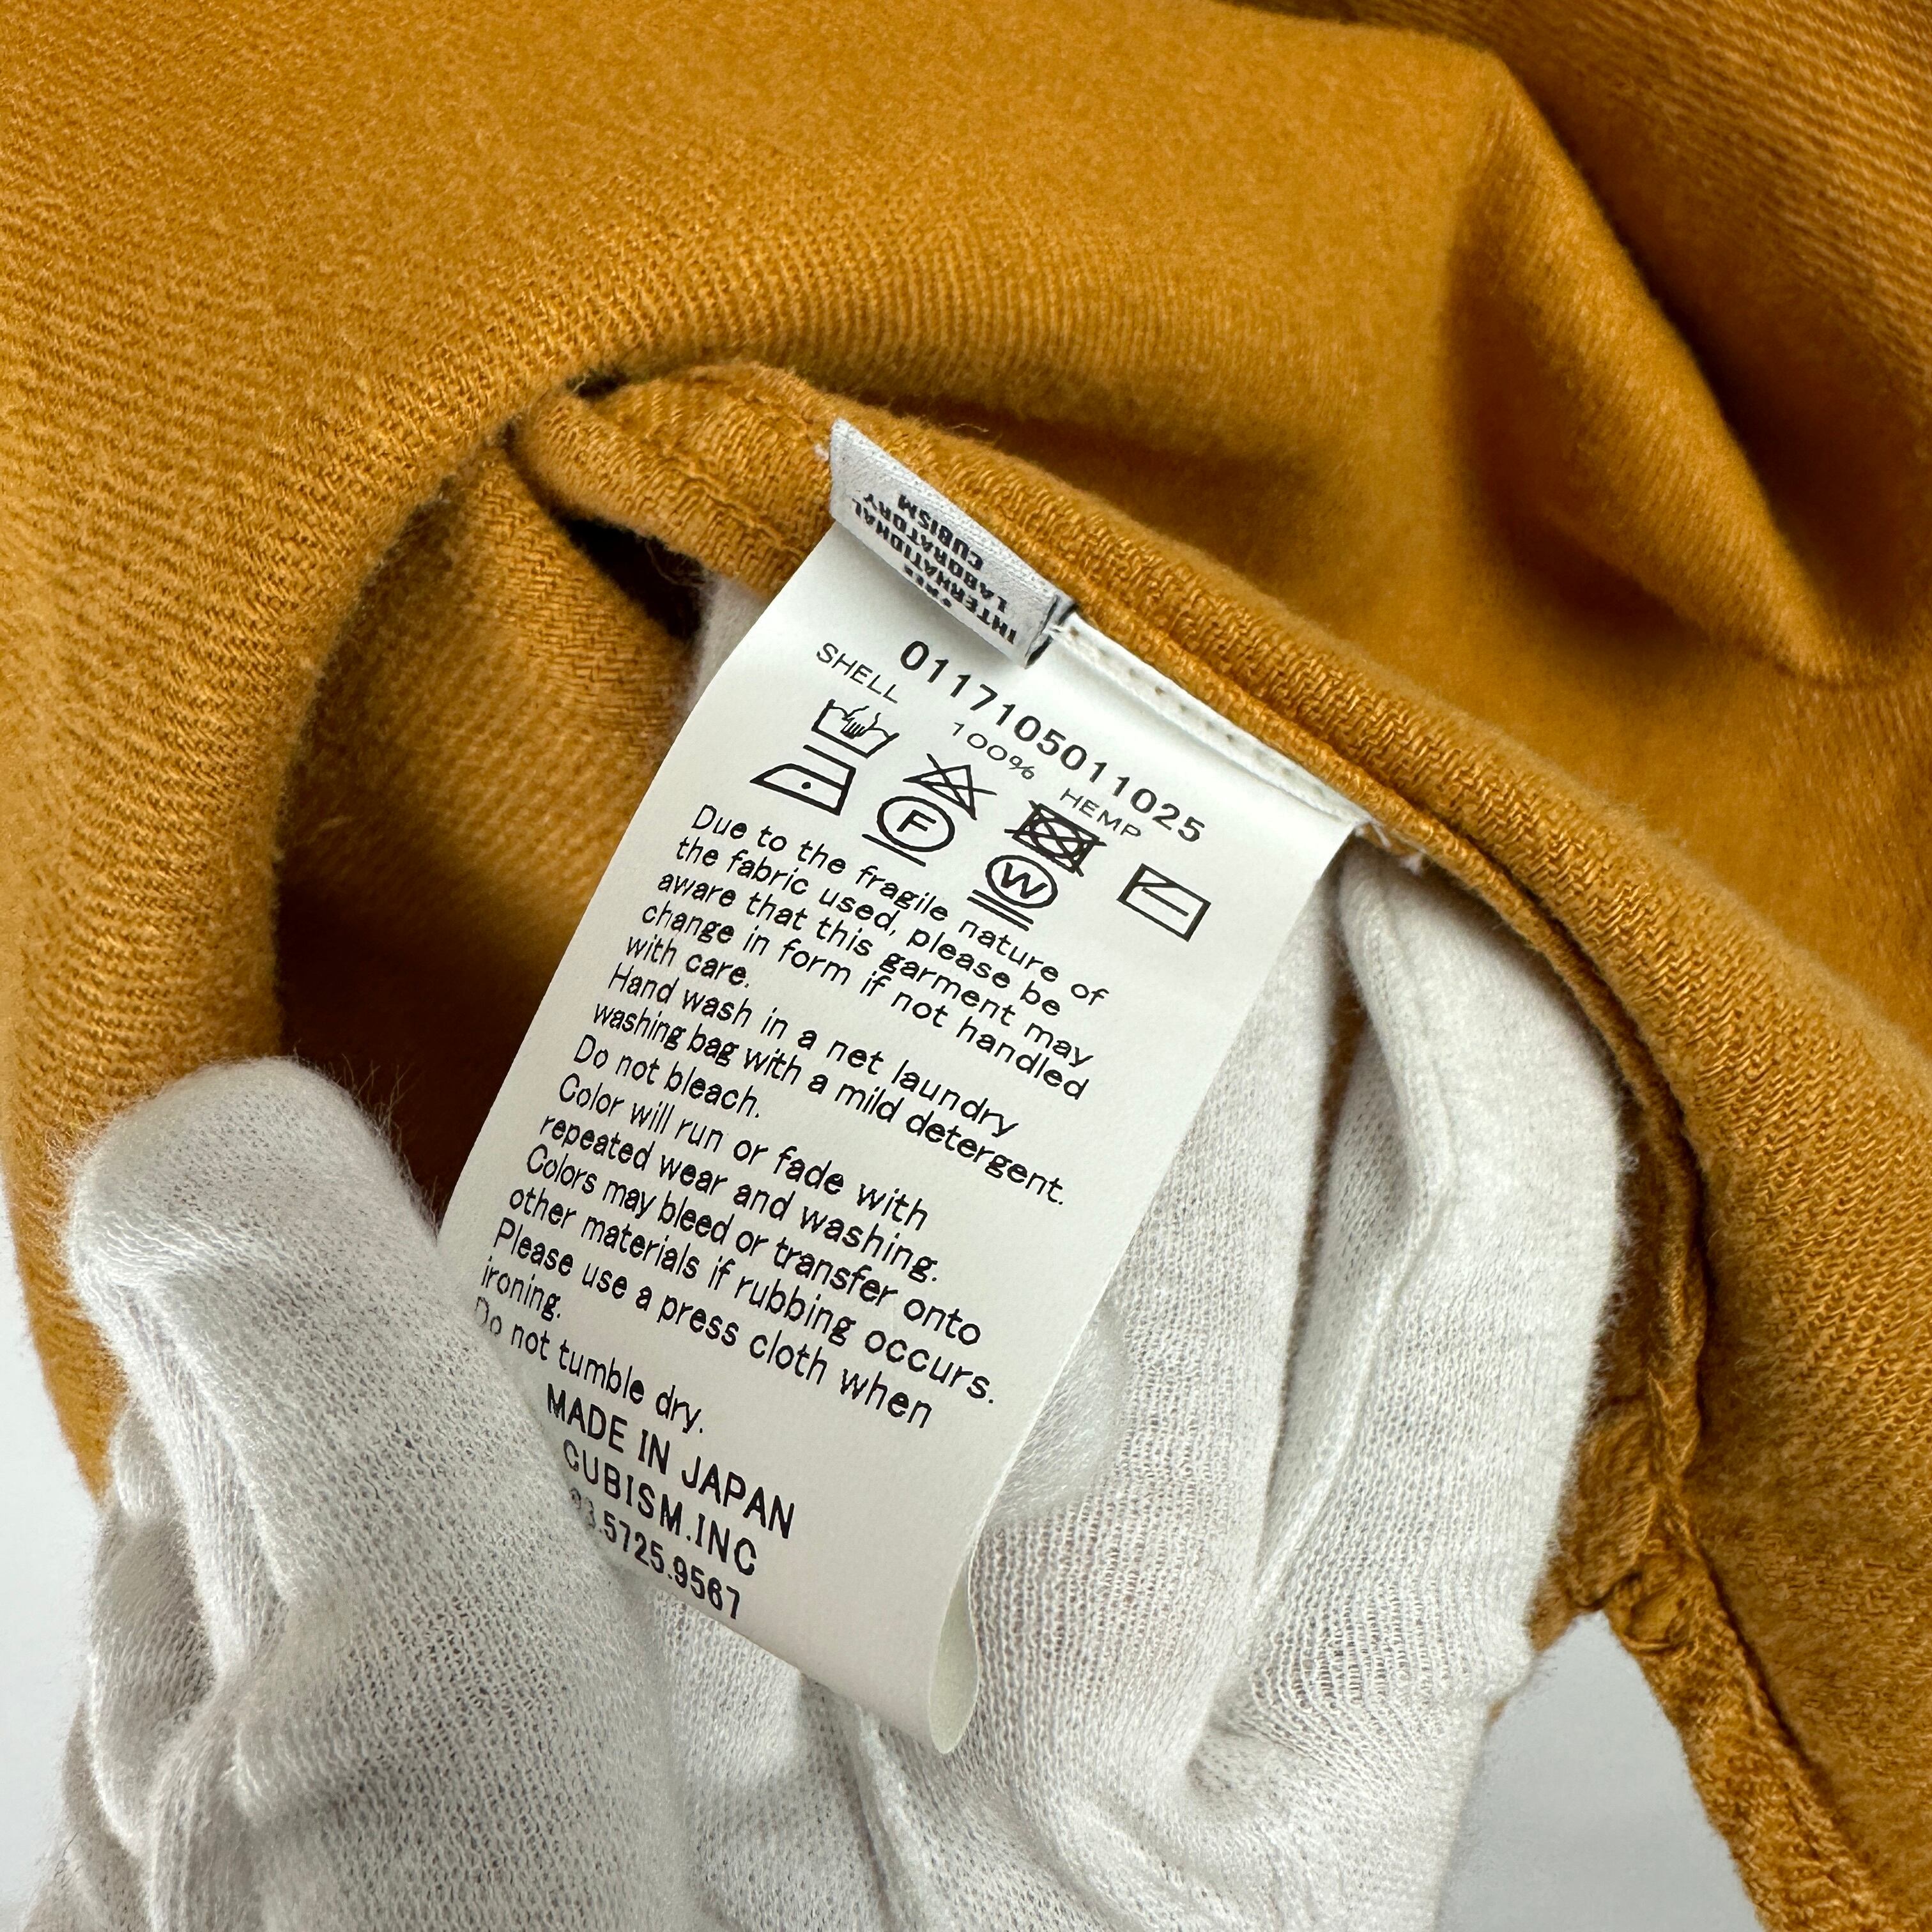 INTERNATIONAL
LABORATORY
CUBISM
0117105011025
SHELL 100% HEMP
F
W
Due to the fragile nature of
the fabric used, please be
aware that this garment may
change in form if not handled
with care.
Hand wash in a net laundry
washing bag with a mild detergent.
Do not bleach.
Color will run or fade with
repeated wear and washing.
Colors may bleed or transfer onto
other materials if rubbing occurs.
Please use a press cloth when
ironing.
Do not tumble dry.
MADE IN JAPAN
CUBISM.INC
03.5725.9567